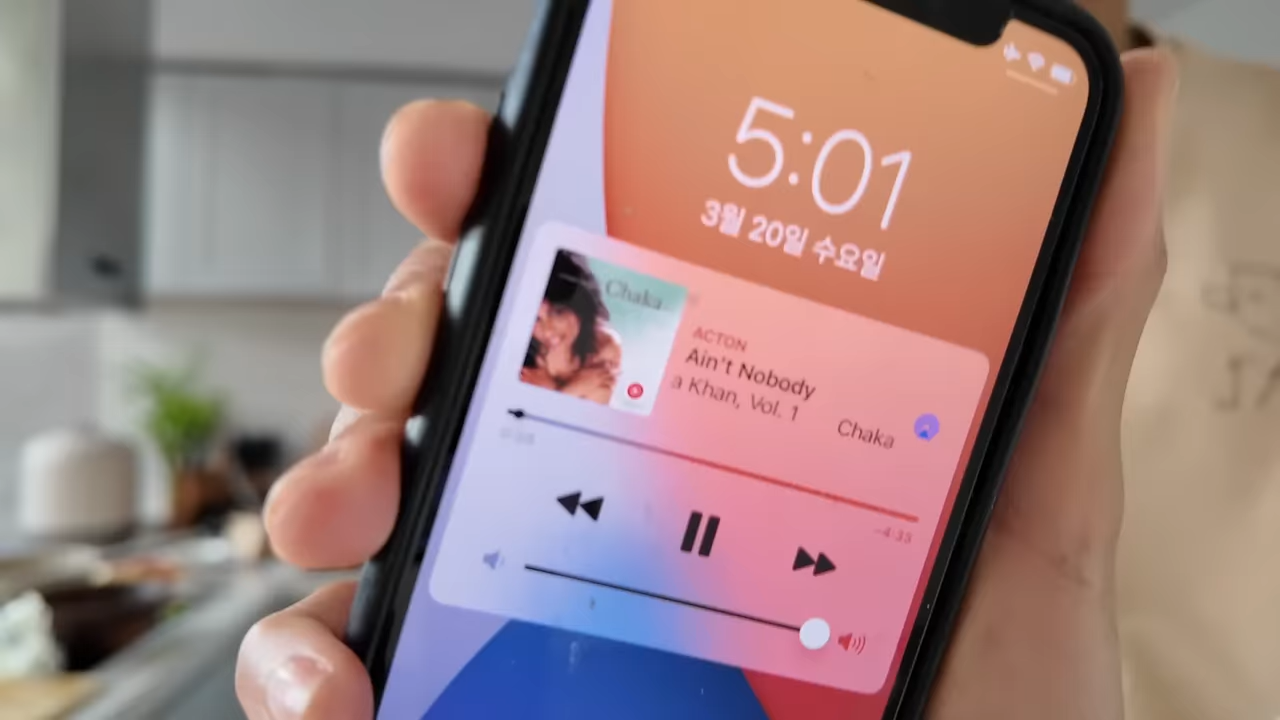 5:01
3월 20일 수요일
Chaka
ACTON
Ain't Nobody
a Khan, Vol. 1
Chaka
-4:33